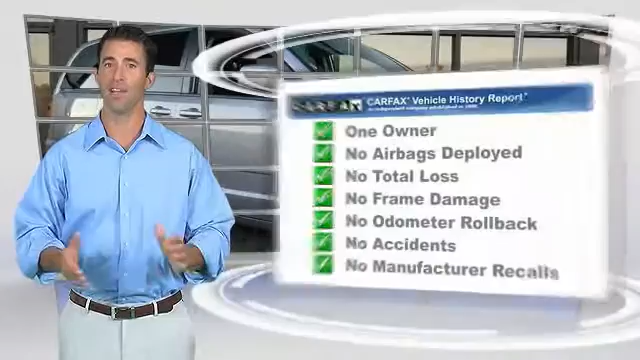 CARFAX CARFAX Vehicle History Report
One Owner
No Airbags Deployed
No Total Loss
No Frame Damage
No Odometer Rollback
No Accidents
No Manufacturer Recalls